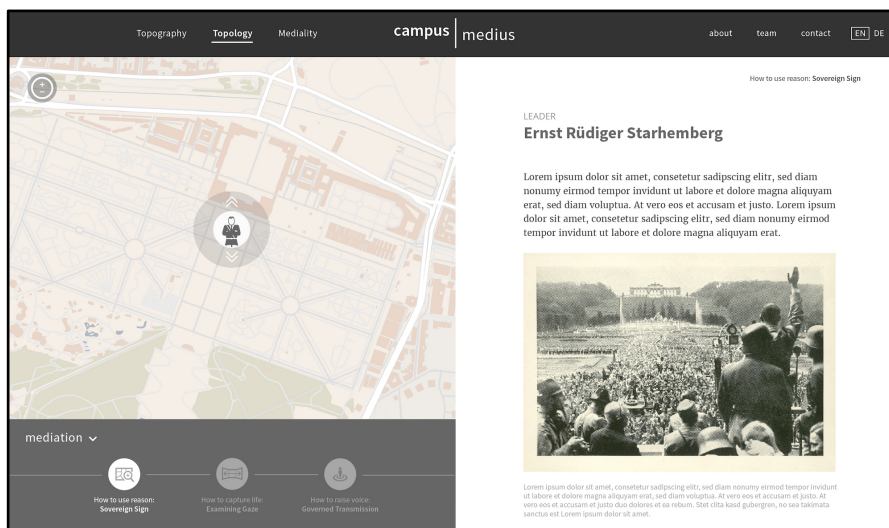 Topography Topology Mediality campus medius about team contact EN DE
How to use reason: Sovereign Sign
LEADER
Ernst Rüdiger Starhemberg
Lorem ipsum dolor sit amet, consetetur sadipscing elitr, sed diam
nonumy eirmod tempor invidunt ut labore et dolore magna aliquyam
erat, sed diam voluptua. At vero eos et accusam et justo. Lorem ipsum
dolor sit amet, consetetur sadipscing elitr, sed diam nonumy eirmod
tempor invidunt ut labore et dolore magna aliquyam erat.
Lorem ipsum dolor sit amet, consetetur sadipscing elitr, sed diam nonumy eirmod tempor invidunt
ut labore et dolore magna aliquyam erat, sed diam voluptua. At vero eos et accusam et justo. At
vero eos et accusam et justo duo dolores et ea rebum. Stet clita kasd gubergren, no sea takimata
sanctus est Lorem ipsum dolor sit amet.
mediation
How to use reason:
Sovereign Sign
How to capture life:
Examining Gaze
How to raise voice:
Governed Transmission